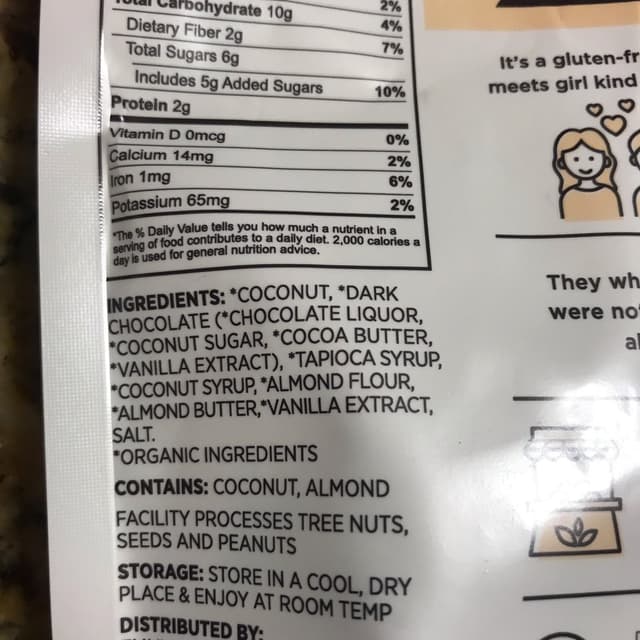 Total Carbohydrate 10g 2%
Dietary Fiber 2g 4%
Total Sugars 6g 7%
Includes 5g Added Sugars 10%
Protein 2g
Vitamin D 0mcg 0%
Calcium 14mg 2%
Iron 1mg 6%
Potassium 65mg 2%
*The % Daily Value tells you how much a nutrient in a
serving of food contributes to a daily diet. 2,000 calories a
day is used for general nutrition advice.
INGREDIENTS: *COCONUT, *DARK
CHOCOLATE (*CHOCOLATE LIQUOR,
*COCONUT SUGAR, *COCOA BUTTER,
*VANILLA EXTRACT), *TAPIOCA SYRUP,
*COCONUT SYRUP, *ALMOND FLOUR,
*ALMOND BUTTER,*VANILLA EXTRACT,
SALT.
*ORGANIC INGREDIENTS
CONTAINS: COCONUT, ALMOND
FACILITY PROCESSES TREE NUTS,
SEEDS AND PEANUTS
STORAGE: STORE IN A COOL, DRY
PLACE & ENJOY AT ROOM TEMP
DISTRIBUTED BY:
It's a gluten-fr
meets girl kind
They wh
were no
al